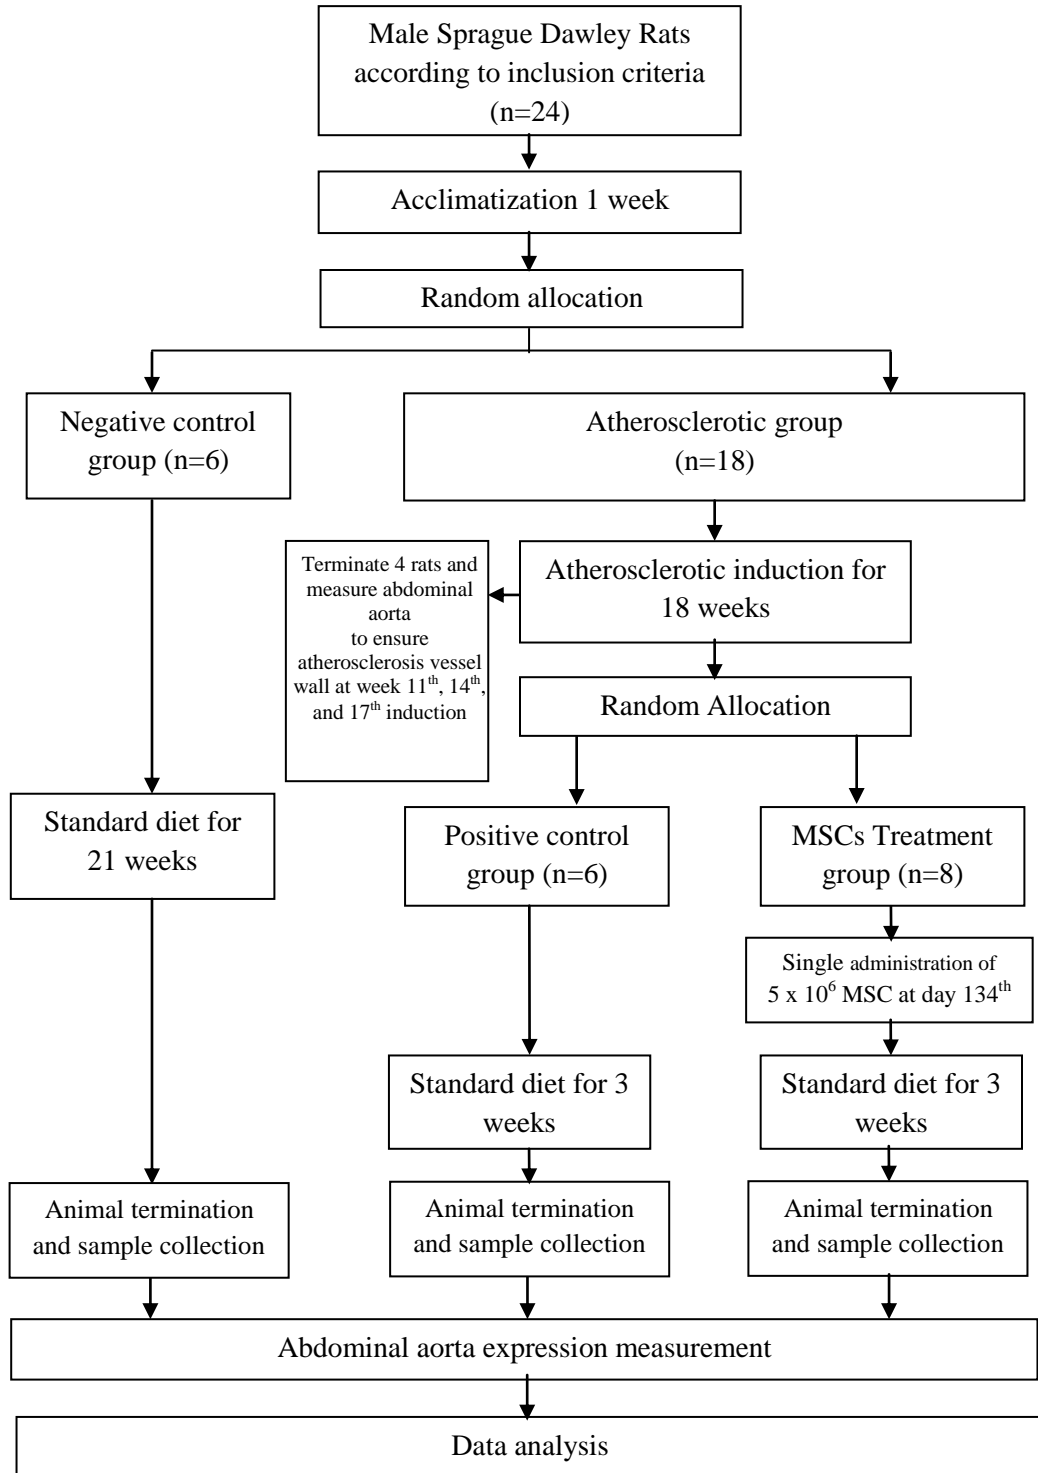 Male Sprague Dawley Rats
according to inclusion criteria
(n=24)
Acclimatization 1 week
Random allocation
Negative control
group (n=6)
Atherosclerotic group
(n=18)
Terminate 4 rats and
measure abdominal
aorta
to ensure
atherosclerosis vessel
wall at week 11th, 14th,
and 17th induction
Atherosclerotic induction for
18 weeks
Random Allocation
Standard diet for
21 weeks
Positive control
group (n=6)
MSCs Treatment
group (n=8)
Single administration of
5 x 10⁶ MSC at day 134th
Standard diet for 3
weeks
Standard diet for 3
weeks
Animal termination
and sample collection
Animal termination
and sample collection
Animal termination
and sample collection
Abdominal aorta expression measurement
Data analysis